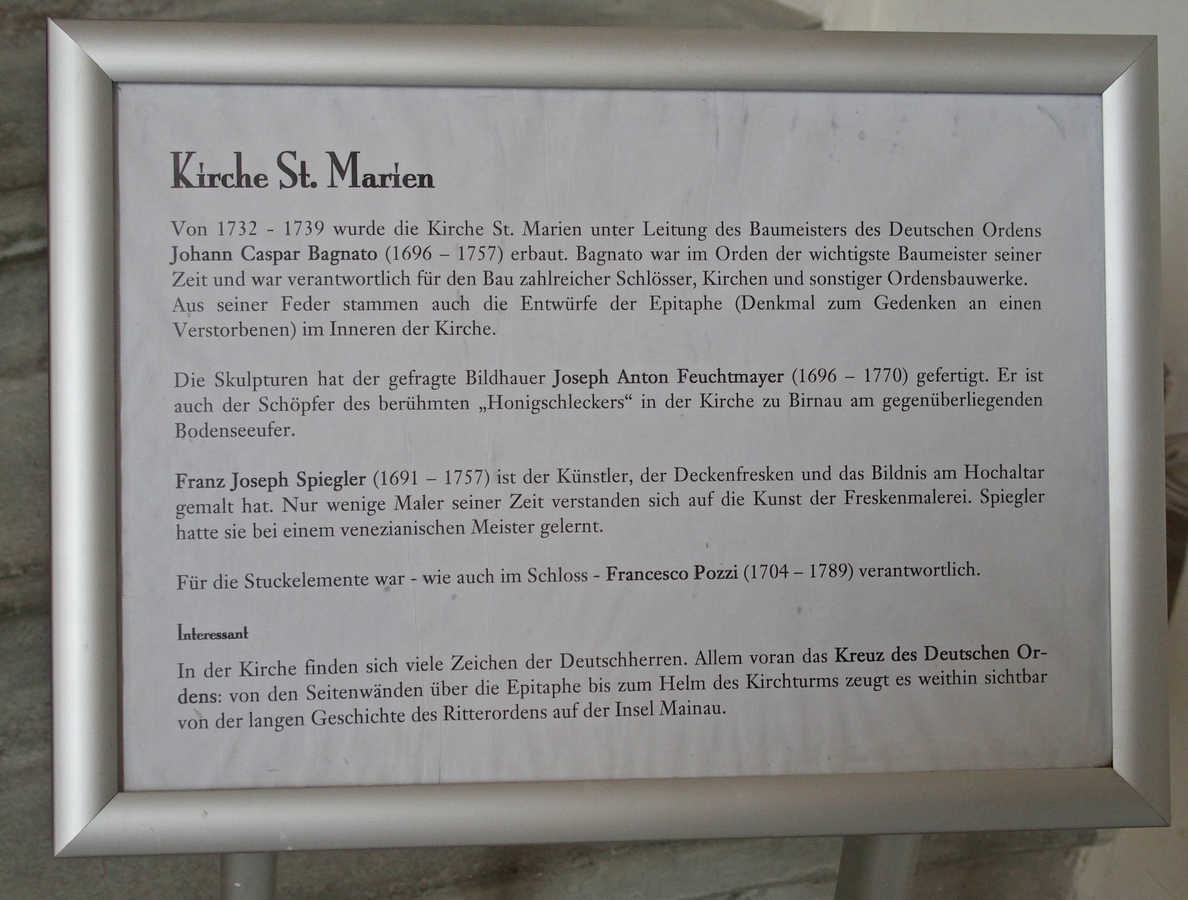 Kirche St. Marien
Von 1732 - 1739 wurde die Kirche St. Marien unter Leitung des Baumeisters des Deutschen Ordens
Johann Caspar Bagnato (1696 – 1757) erbaut. Bagnato war im Orden der wichtigste Baumeister seiner
Zeit und war verantwortlich für den Bau zahlreicher Schlösser, Kirchen und sonstiger Ordensbauwerke.
Aus seiner Feder stammen auch die Entwürfe der Epitaphe (Denkmal zum Gedenken an einen
Verstorbenen) im Inneren der Kirche.
Die Skulpturen hat der gefragte Bildhauer Joseph Anton Feuchtmayer (1696 – 1770) gefertigt. Er ist
auch der Schöpfer des berühmten „Honigschleckers“ in der Kirche zu Birnau am gegenüberliegenden
Bodenseeufer.
Franz Joseph Spiegler (1691 – 1757) ist der Künstler, der Deckenfresken und das Bildnis am Hochaltar
gemalt hat. Nur wenige Maler seiner Zeit verstanden sich auf die Kunst der Freskenmalerei. Spiegler
hatte sie bei einem venezianischen Meister gelernt.
Für die Stuckelemente war - wie auch im Schloss - Francesco Pozzi (1704 – 1789) verantwortlich.
Interessant
In der Kirche finden sich viele Zeichen der Deutschherren. Allem voran das Kreuz des Deutschen Or-
dens: von den Seitenwänden über die Epitaphe bis zum Helm des Kirchturms zeugt es weithin sichtbar
von der langen Geschichte des Ritterordens auf der Insel Mainau.